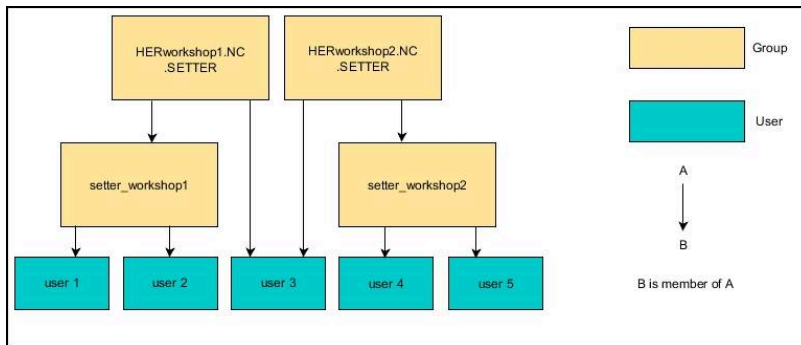 HERworkshop1.NC
.SETTER
HERworkshop2.NC
.SETTER
Group
User
setter_workshop1
setter_workshop2
A
B
user 1
user 2
user 3
user 4
user 5
B is member of A